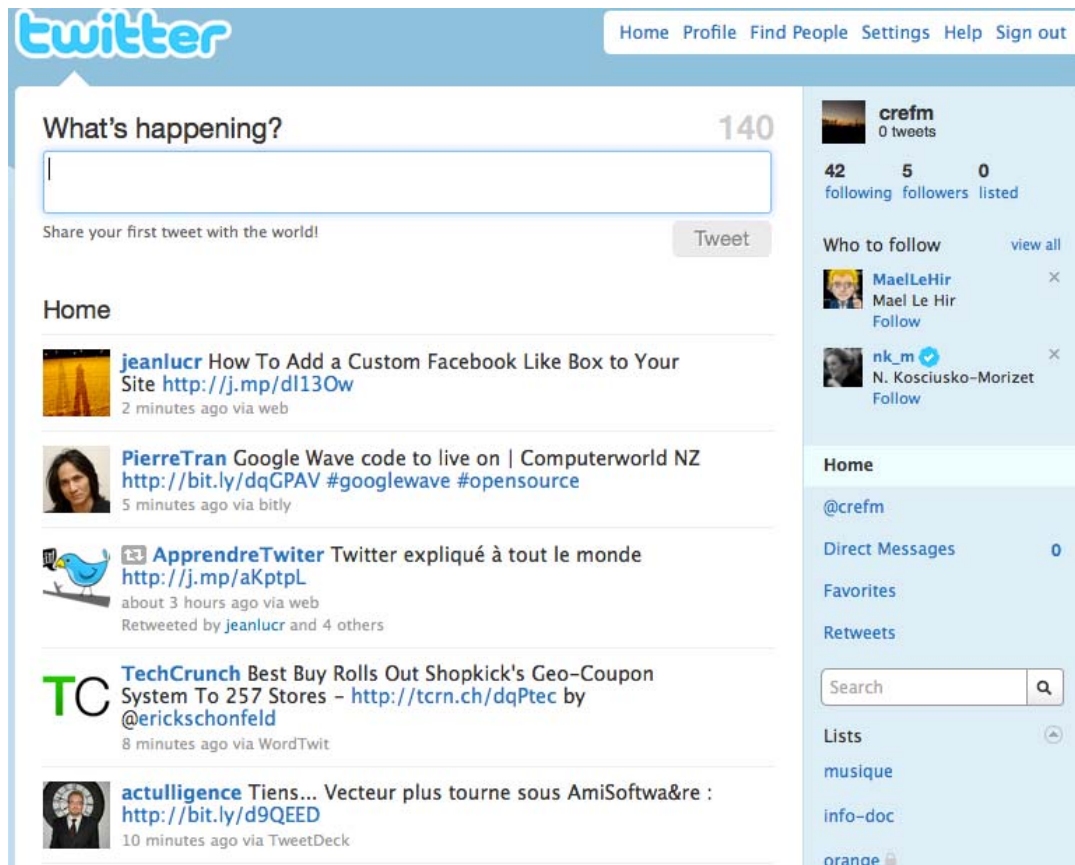 twitter
Home Profile Find People Settings Help Sign out
What's happening?
140
Share your first tweet with the world!
Tweet
Home
jeanlucr How To Add a Custom Facebook Like Box to Your
Site http://j.mp/dl13Ow
2 minutes ago via web
PierreTran Google Wave code to live on | Computerworld NZ
http://bit.ly/dqGPAV #googlewave #opensource
5 minutes ago via bitly
ApprendreTwiter Twitter expliqué à tout le monde
http://j.mp/aKptpL
about 3 hours ago via web
Retweeted by jeanlucr and 4 others
TC
TechCrunch Best Buy Rolls Out Shopkick's Geo-Coupon
System To 257 Stores – http://tcrn.ch/dqPtec by
@erickschonfeld
8 minutes ago via WordTwit
actulligence Tiens... Vecteur plus tourne sous AmiSoftwa&re :
http://bit.ly/d9QEED
10 minutes ago via TweetDeck
crefm
0 tweets
42 5 0
following followers listed
Who to follow view all
MaelLeHir
Mael Le Hir
Follow
nk_m
N. Kosciusko-Morizet
Follow
Home
@crefm
Direct Messages 0
Favorites
Retweets
Search
Lists
musique
info-doc
orange